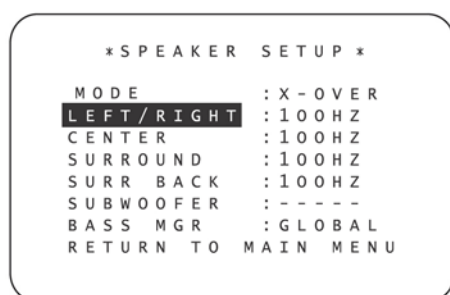 *SPEAKER SETUP*
MODE :X-OVER
LEFT/RIGHT :100HZ
CENTER :100HZ
SURROUND :100HZ
SURR BACK :100HZ
SUBWOOFER :-----
BASS MGR :GLOBAL
RETURN TO MAIN MENU